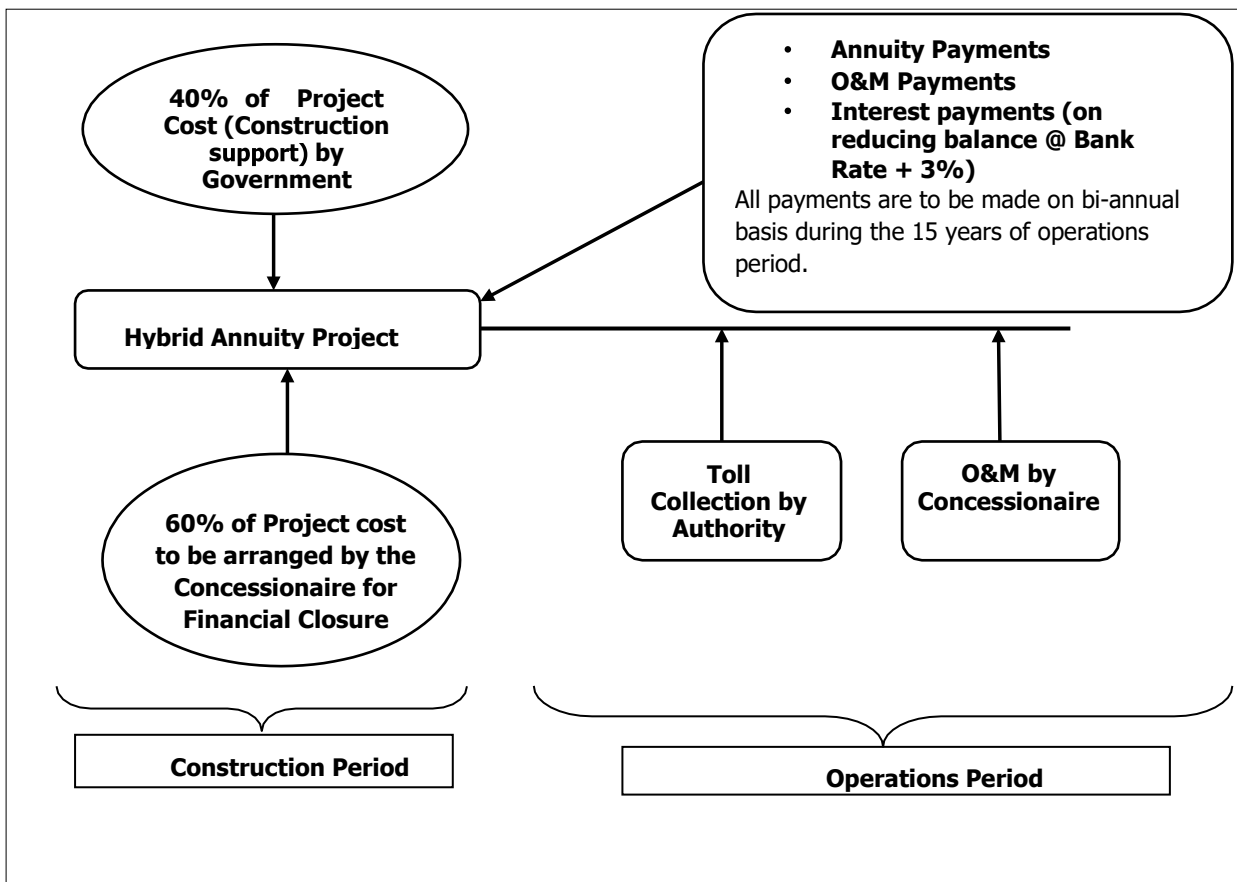 40% of Project
Cost (Construction
support) by
Government
• Annuity Payments
• O&M Payments
• Interest payments (on
reducing balance @ Bank
Rate + 3%)
All payments are to be made on bi-annual
basis during the 15 years of operations
period.
Hybrid Annuity Project
60% of Project cost
to be arranged by the
Concessionaire for
Financial Closure
Toll
Collection by
Authority
O&M by
Concessionaire
Construction Period
Operations Period